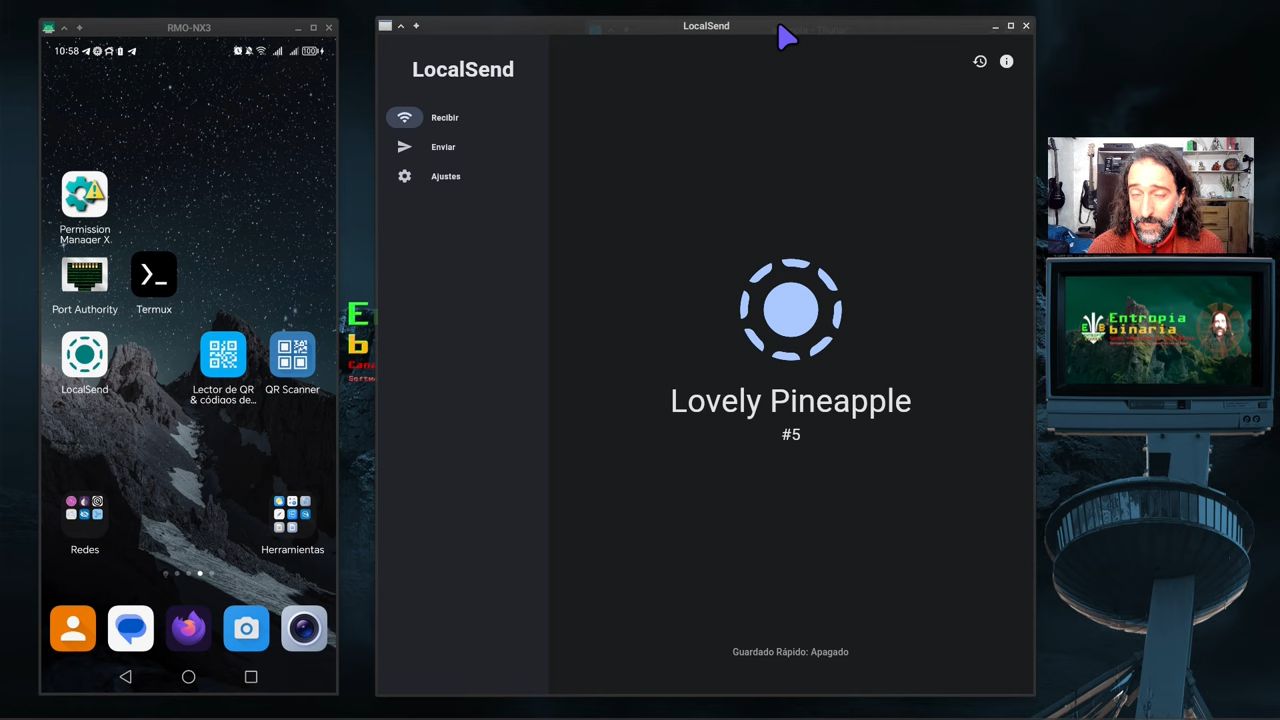 RMO-NX3
10:58
100
Permission
Manager X
Port Authority
Termux
LocalSend
Lector de QR
& códigos de...
QR Scanner
Redes
Herramientas
E
b
LocalSend
LocalSend
Recibir
Enviar
Ajustes
Lovely Pineapple
#5
Guardado Rápido: Apagado
Entropia
binaria
E B